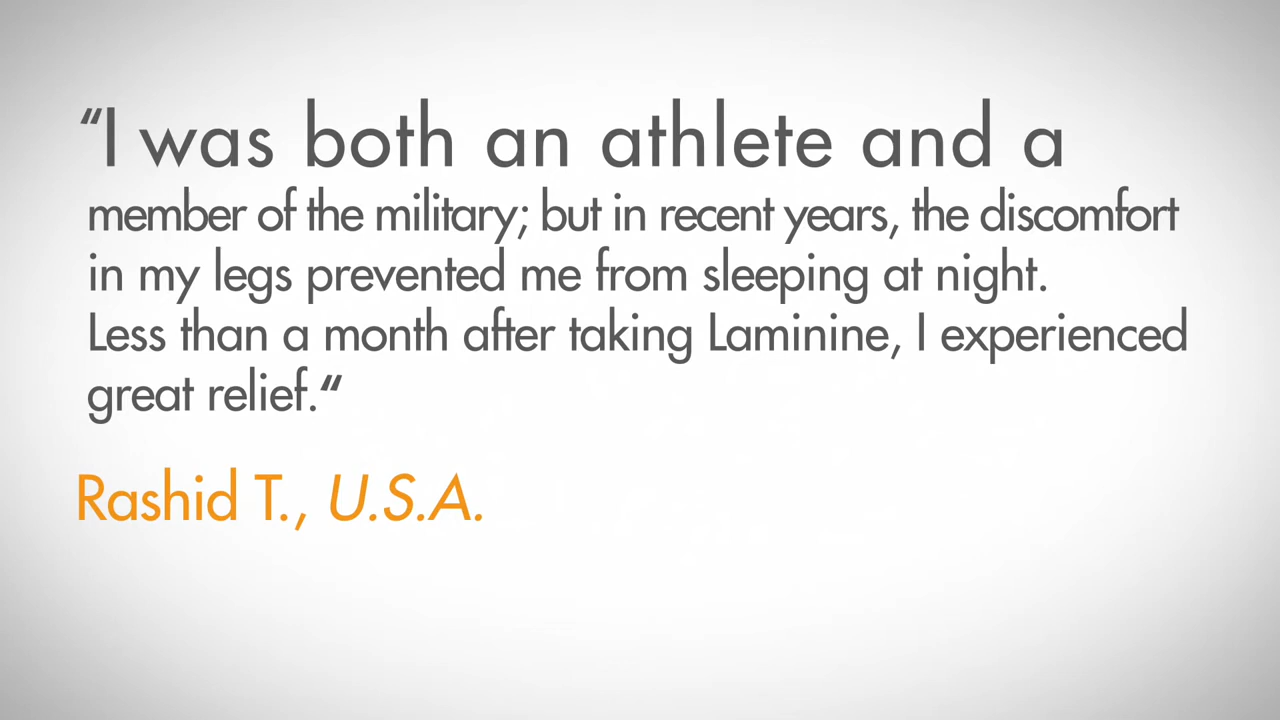 “I was both an athlete and a
member of the military; but in recent years, the discomfort
in my legs prevented me from sleeping at night.
Less than a month after taking Laminine, I experienced
great relief.“
Rashid T., U.S.A.